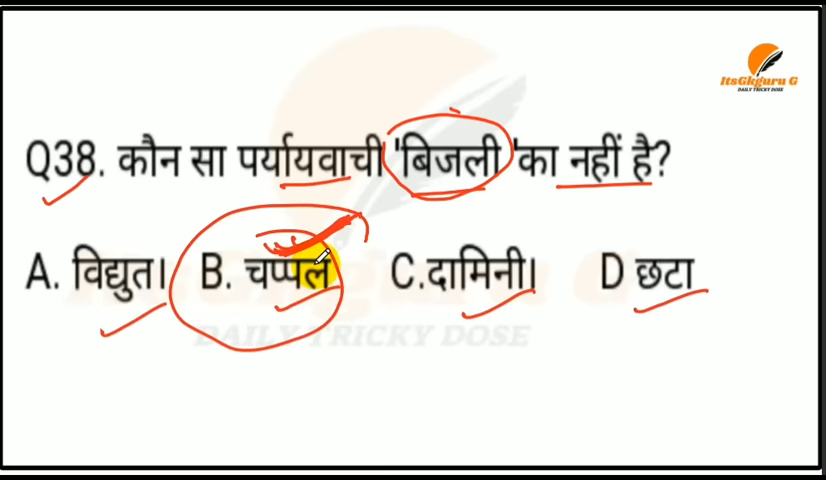 ItsGkguru G
DAILY TRICKY DOSE
Q38. कौन सा पर्यायवाची 'बिजली 'का नहीं है?
A. विद्युत। B. चप्पल C.दामिनी। D छटा
DAILY TRICKY DOSE